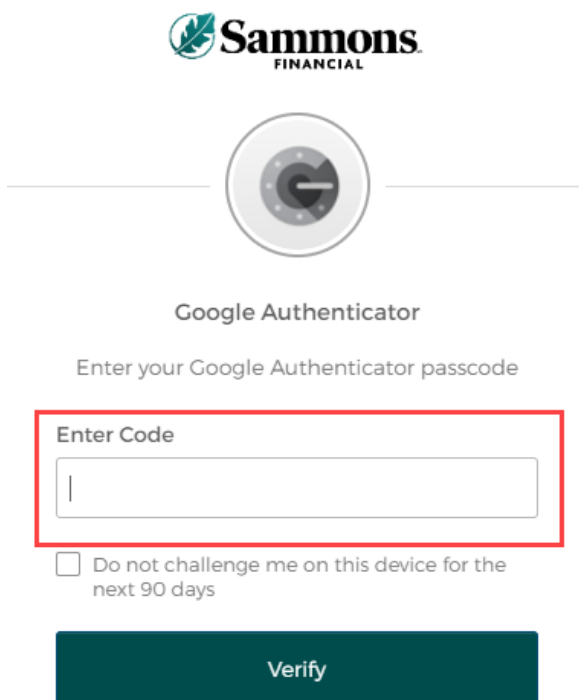 Sammons
FINANCIAL
Google Authenticator
Enter your Google Authenticator passcode
Enter Code
Do not challenge me on this device for the
next 90 days
Verify